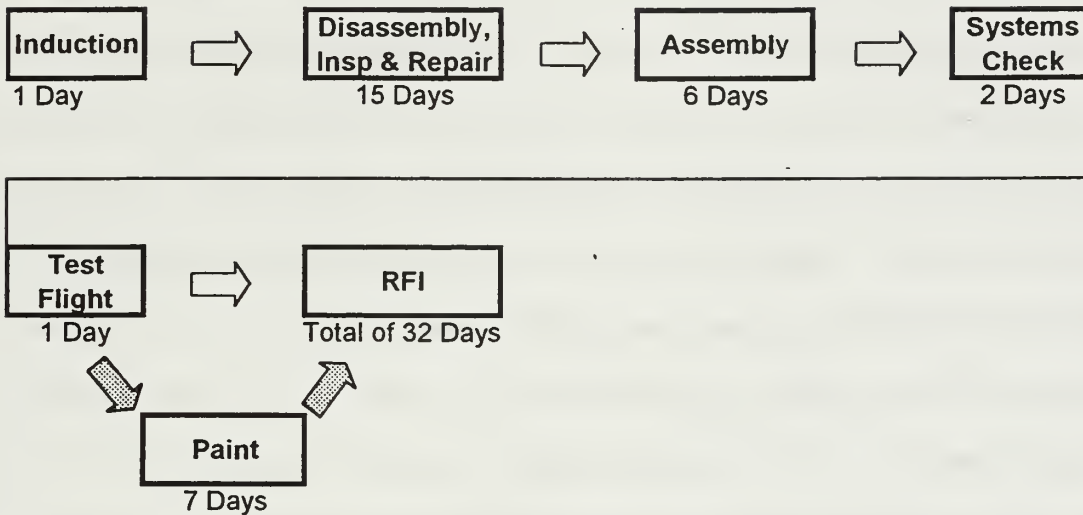 Induction
1 Day
Disassembly,
Insp & Repair
15 Days
Assembly
6 Days
Systems
Check
2 Days
Test
Flight
1 Day
RFI
Total of 32 Days
Paint
7 Days